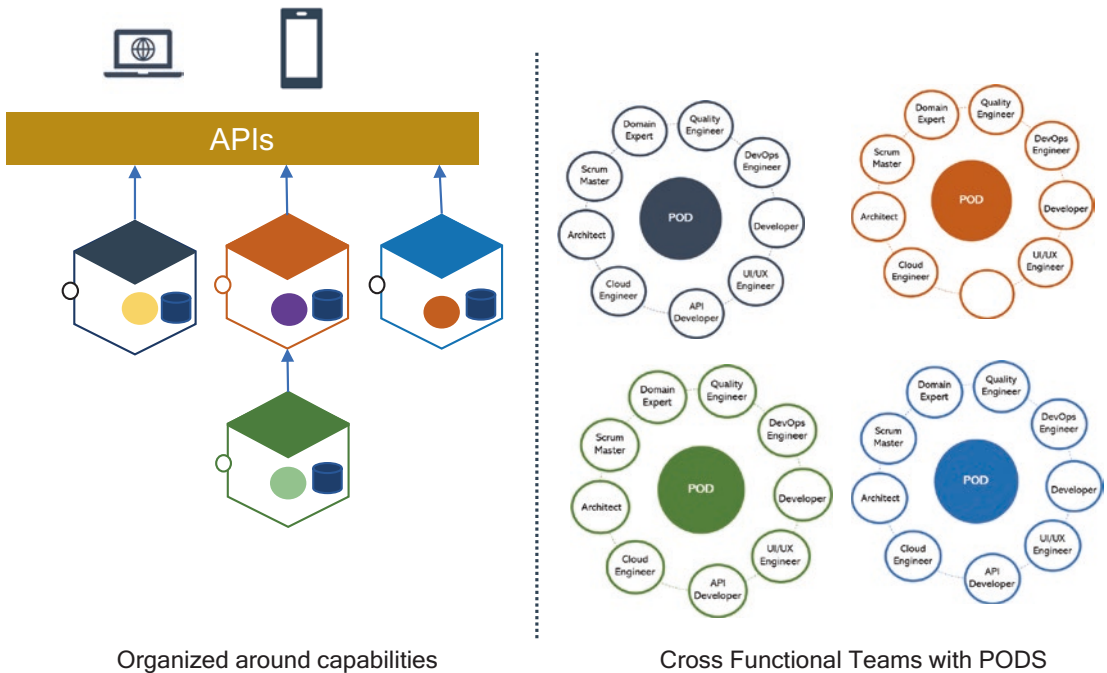 APIs
Organized around capabilities
Domain
Expert
Quality
Engineer
DevOps
Engineer
Developer
UI/UX
Engineer
API
Developer
Cloud
Engineer
Architect
Scrum
Master
POD
Domain
Expert
Quality
Engineer
DevOps
Engineer
Developer
UI/UX
Engineer
Cloud
Engineer
Architect
Scrum
Master
POD
Domain
Expert
Quality
Engineer
DevOps
Engineer
Developer
UI/UX
Engineer
API
Developer
Cloud
Engineer
Architect
Scrum
Master
POD
Domain
Expert
Quality
Engineer
DevOps
Engineer
Developer
UI/UX
Engineer
API
Developer
Cloud
Engineer
Architect
Scrum
Master
POD
Cross Functional Teams with PODS